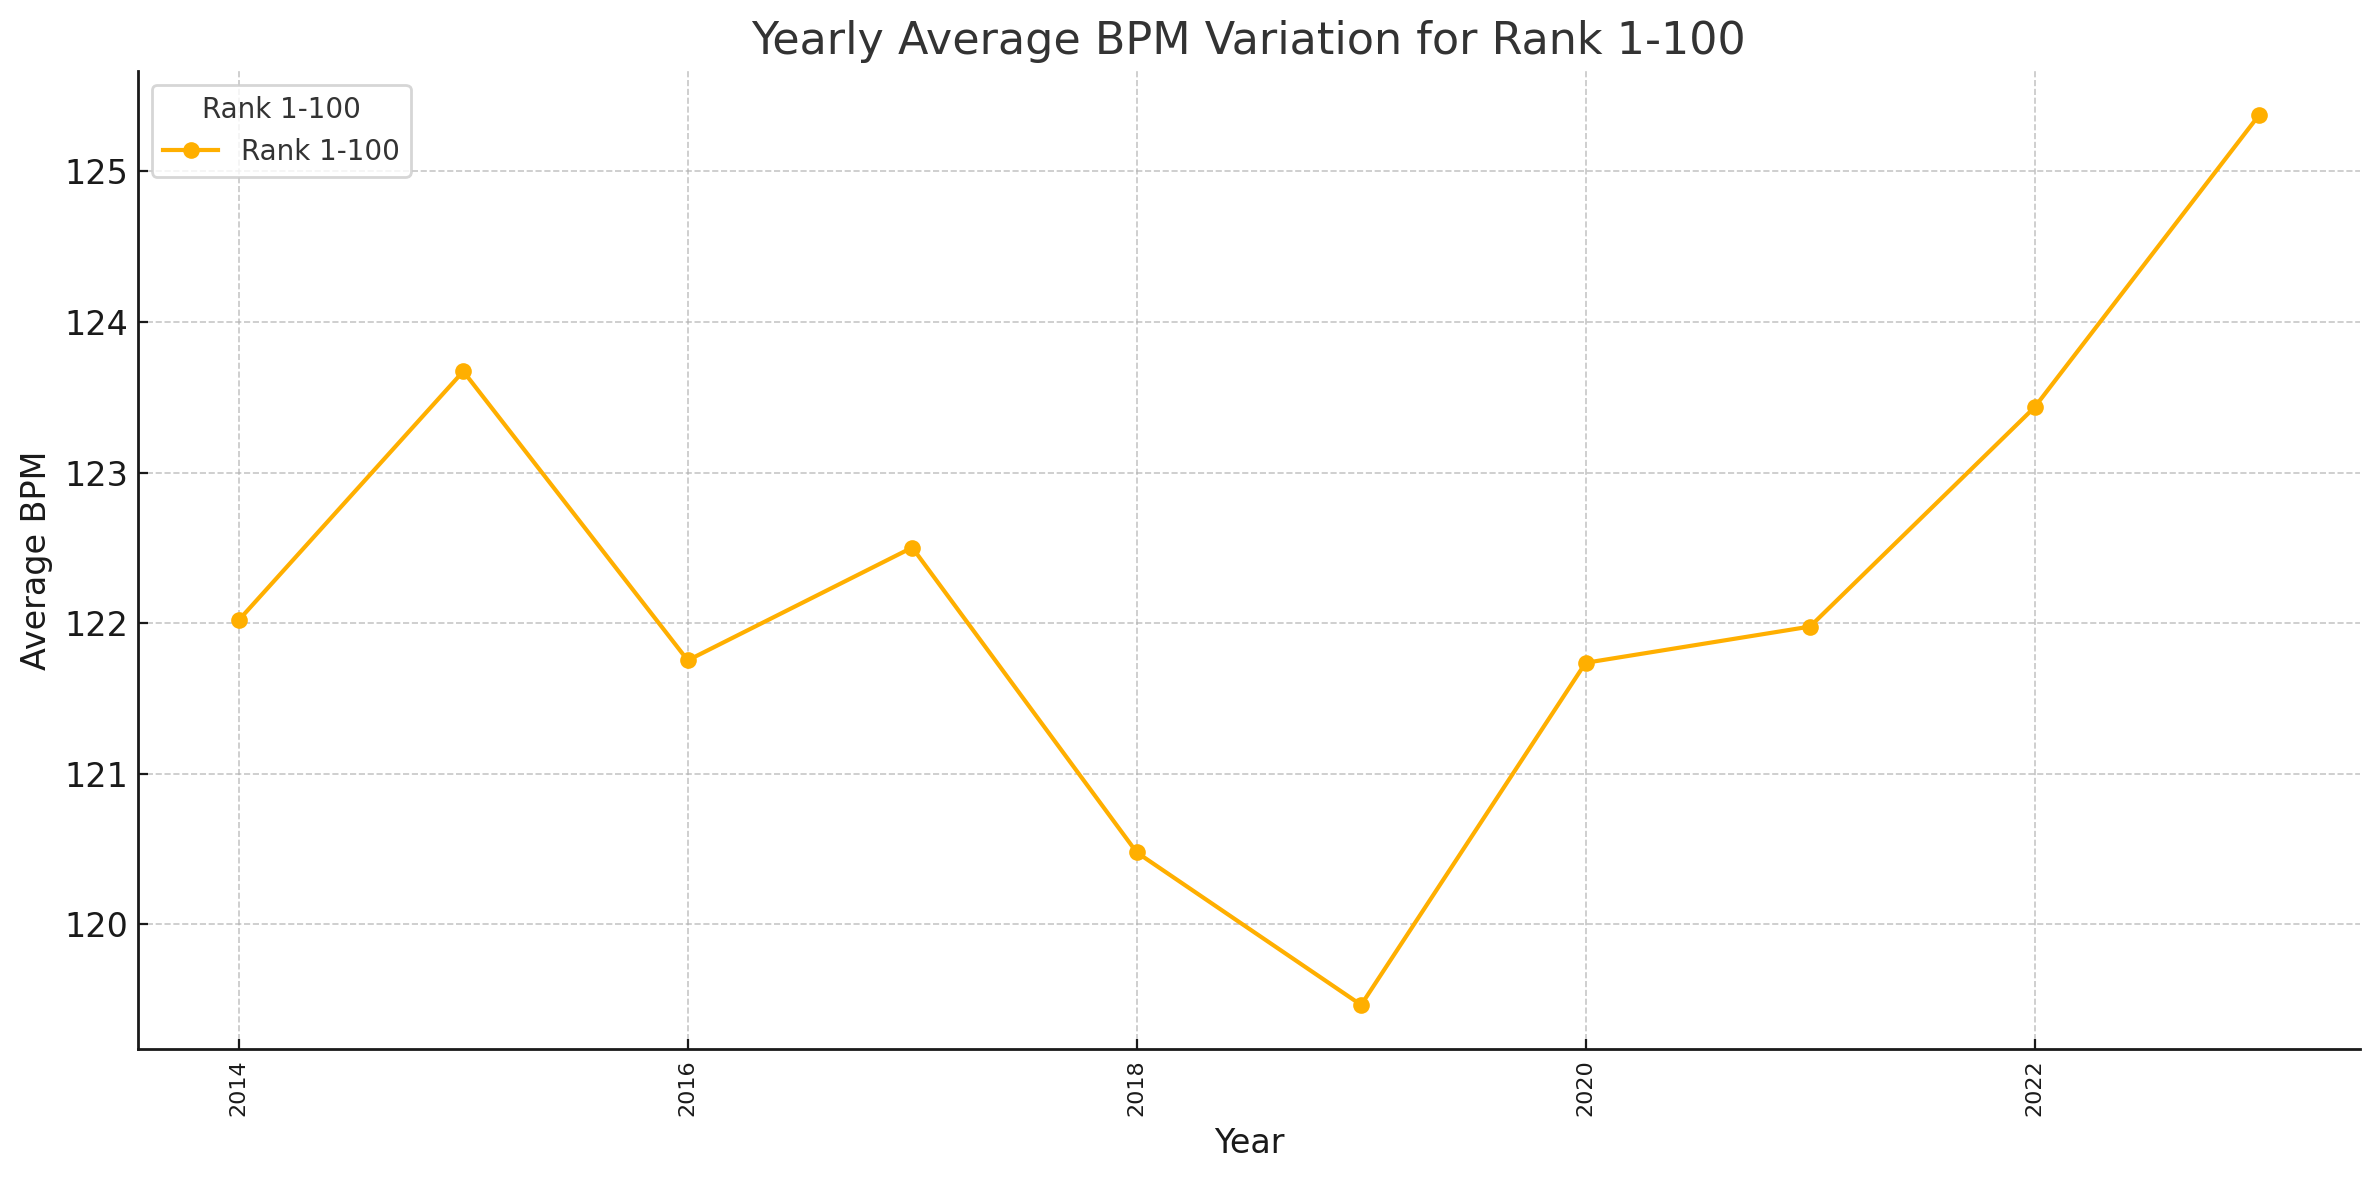 Yearly Average BPM Variation for Rank 1-100
Rank 1-100
Rank 1-100
Average BPM
125
124
123
122
121
120
2014
2016
2018
2020
2022
Year